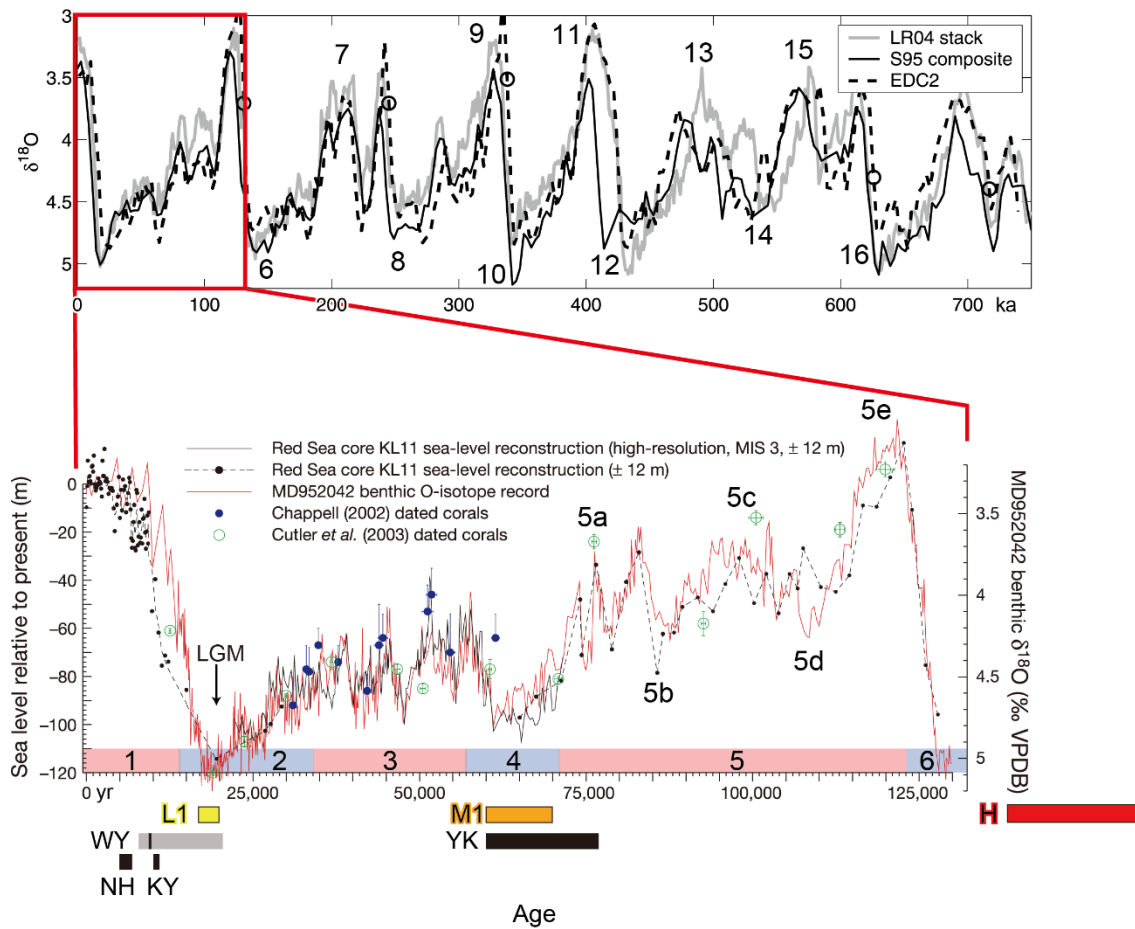 3
3.5
4
4.5
5
δ¹⁸O
6
7
8
9
10
11
12
13
14
15
16
LR04 stack
S95 composite
EDC2
0
100
200
300
400
500
600
700
ka
5e
Red Sea core KL11 sea-level reconstruction (high-resolution, MIS 3, ± 12 m)
Red Sea core KL11 sea-level reconstruction (± 12 m)
MD952042 benthic O-isotope record
Chappell (2002) dated corals
Cutler et al. (2003) dated corals
5a
5c
5b
5d
LGM
Sea level relative to present (m)
0
−20
−40
−60
−80
−100
−120
3.5
4
4.5
5
MD952042 benthic δ¹⁸O (‰ VPDB)
1
2
3
4
5
6
0 yr
25,000
50,000
75,000
100,000
125,000
L1
M1
H
WY
YK
NH
KY
Age